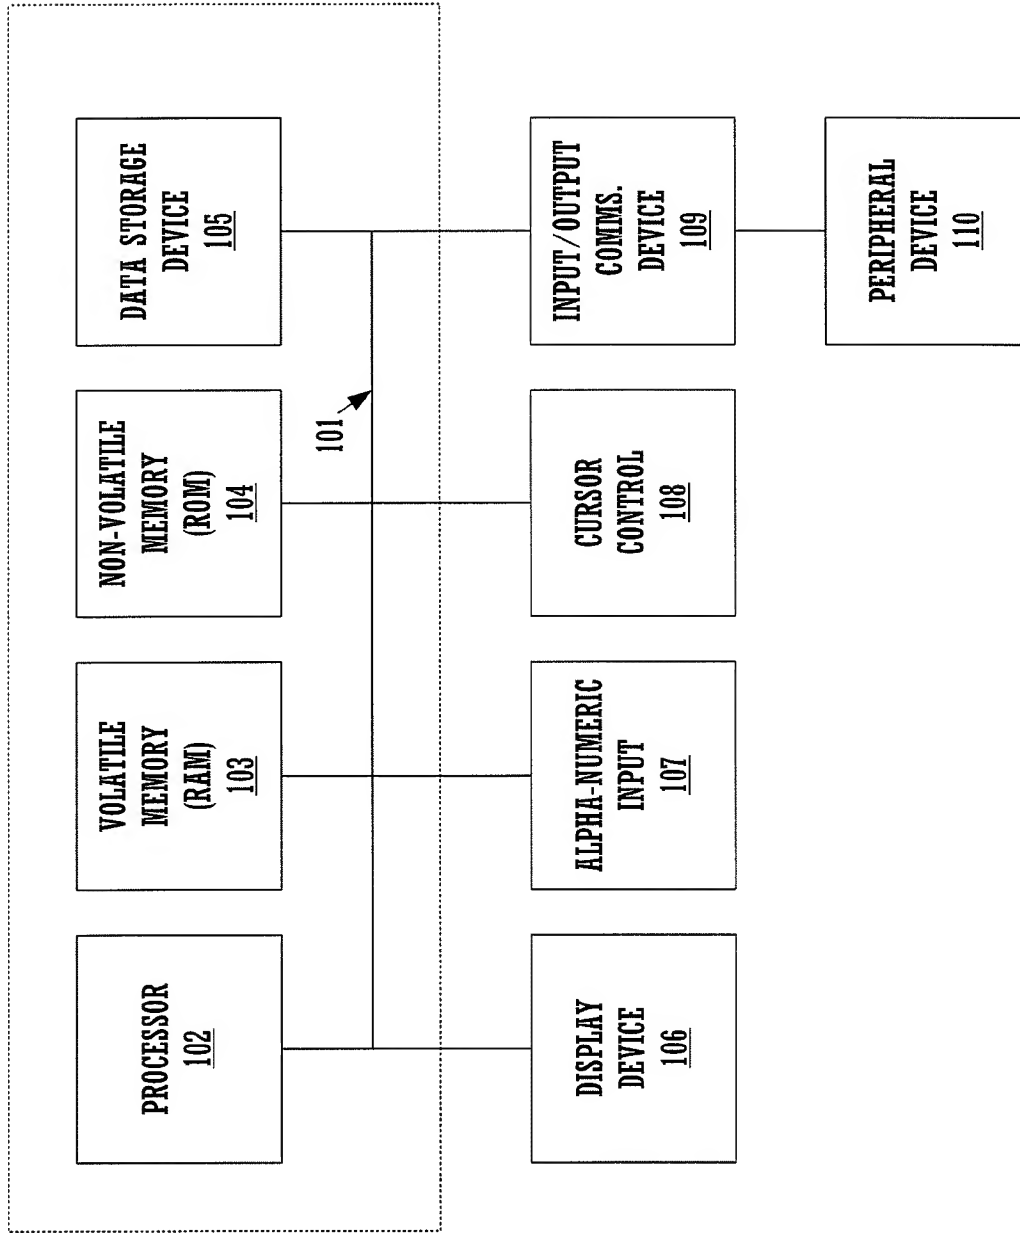 PROCESSOR
102
VOLATILE
MEMORY
(RAM)
103
NON-VOLATILE
MEMORY
(ROM)
104
DATA STORAGE
DEVICE
105
101
DISPLAY
DEVICE
106
ALPHA-NUMERIC
INPUT
107
CURSOR
CONTROL
108
INPUT/OUTPUT
COMMS.
DEVICE
109
PERIPHERAL
DEVICE
110